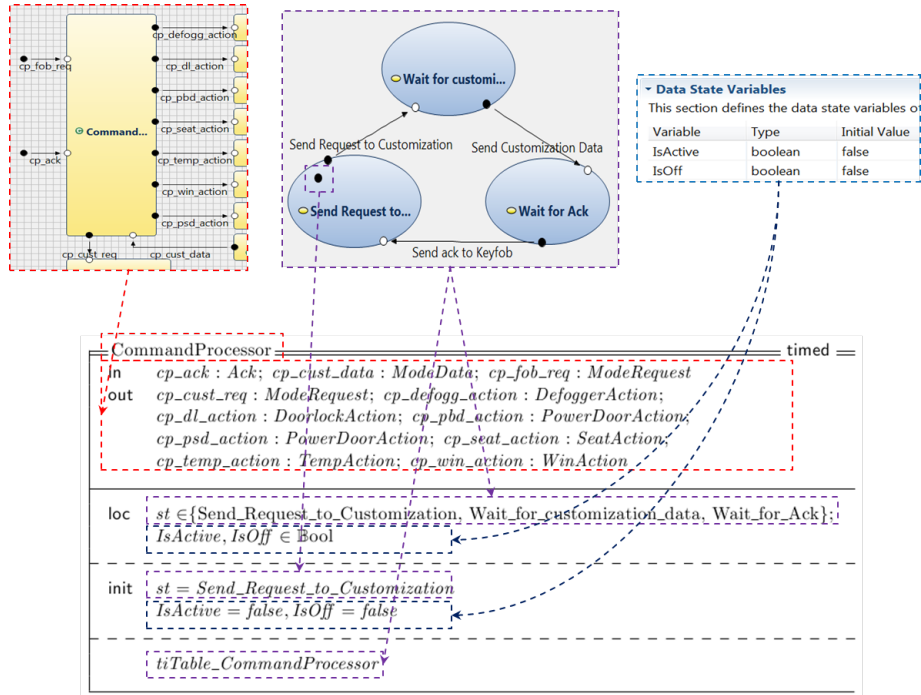 cp_defogg_action
cp_fob_req
cp_dl_action
cp_pbd_action
Command...
cp_seat_action
cp_ack
cp_temp_action
cp_win_action
cp_psd_action
cp_cust_req
cp_cust_data
Wait for customi...
Send Request to Customization
Send Customization Data
Send Request to...
Wait for Ack
Send ack to Keyfob
Data State Variables
This section defines the data state variables o
Variable Type Initial Value
IsActive boolean false
IsOff boolean false
CommandProcessor timed
in cp_ack : Ack; cp_cust_data : ModeData; cp_fob_req : ModeRequest
out cp_cust_req : ModeRequest; cp_defogg_action : DefoggerAction;
cp_dl_action : DoorlockAction; cp_pbd_action : PowerDoorAction;
cp_psd_action : PowerDoorAction; cp_seat_action : SeatAction;
cp_temp_action : TempAction; cp_win_action : WinAction
loc st ∈{Send_Request_to_Customization, Wait_for_customization_data, Wait_for_Ack};
IsActive, IsOff ∈ 𝔹ool
init st = Send_Request_to_Customization
IsActive = false, IsOff = false
tiTable_CommandProcessor